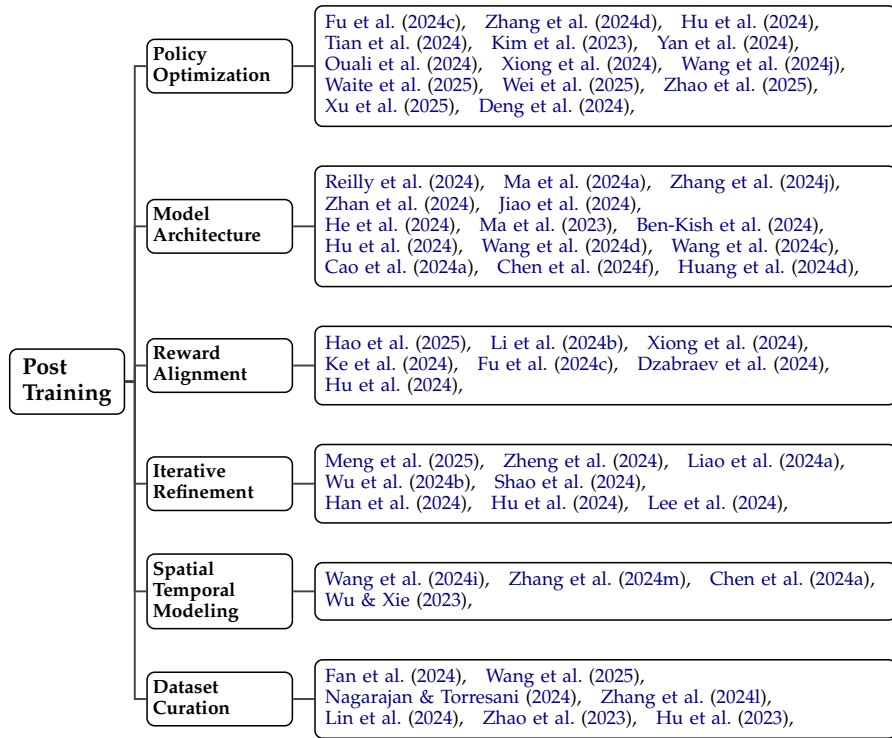 Policy
Optimization
Fu et al. (2024c), Zhang et al. (2024d), Hu et al. (2024),
Tian et al. (2024), Kim et al. (2023), Yan et al. (2024),
Ouali et al. (2024), Xiong et al. (2024), Wang et al. (2024j),
Waite et al. (2025), Wei et al. (2025), Zhao et al. (2025),
Xu et al. (2025), Deng et al. (2024),
Model
Architecture
Reilly et al. (2024), Ma et al. (2024a), Zhang et al. (2024j),
Zhan et al. (2024), Jiao et al. (2024),
He et al. (2024), Ma et al. (2023), Ben-Kish et al. (2024),
Hu et al. (2024), Wang et al. (2024d), Wang et al. (2024c),
Cao et al. (2024a), Chen et al. (2024f), Huang et al. (2024d),
Post
Training
Reward
Alignment
Hao et al. (2025), Li et al. (2024b), Xiong et al. (2024),
Ke et al. (2024), Fu et al. (2024c), Dzabraev et al. (2024),
Hu et al. (2024),
Iterative
Refinement
Meng et al. (2025), Zheng et al. (2024), Liao et al. (2024a),
Wu et al. (2024b), Shao et al. (2024),
Han et al. (2024), Hu et al. (2024), Lee et al. (2024),
Spatial
Temporal
Modeling
Wang et al. (2024i), Zhang et al. (2024m), Chen et al. (2024a),
Wu & Xie (2023),
Dataset
Curation
Fan et al. (2024), Wang et al. (2025),
Nagarajan & Torresani (2024), Zhang et al. (2024l)
Lin et al. (2024), Zhao et al. (2023), Hu et al. (2023),